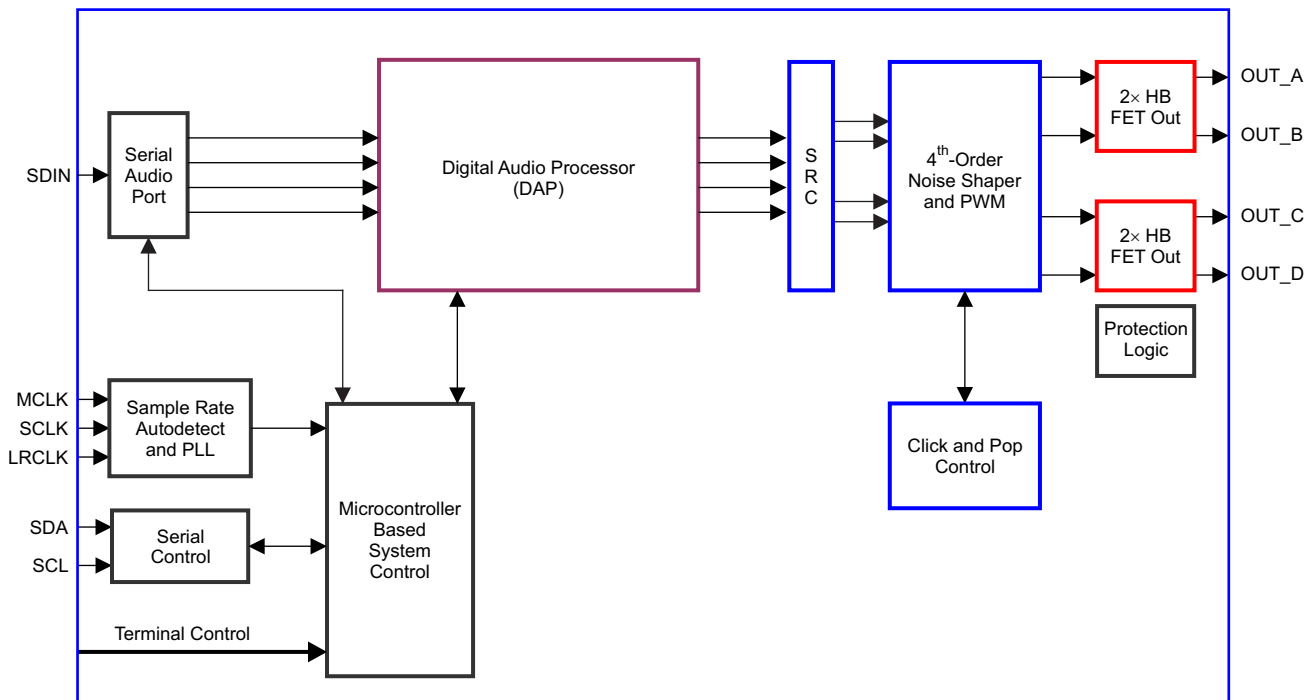 SDIN
Serial
Audio
Port
Digital Audio Processor
(DAP)
S
R
C
4th-Order
Noise Shaper
and PWM
2× HB
FET Out
OUT_A
OUT_B
2× HB
FET Out
OUT_C
OUT_D
Protection
Logic
MCLK
SCLK
LRCLK
Sample Rate
Autodetect
and PLL
SDA
SCL
Serial
Control
Terminal Control
Microcontroller
Based
System
Control
Click and Pop
Control